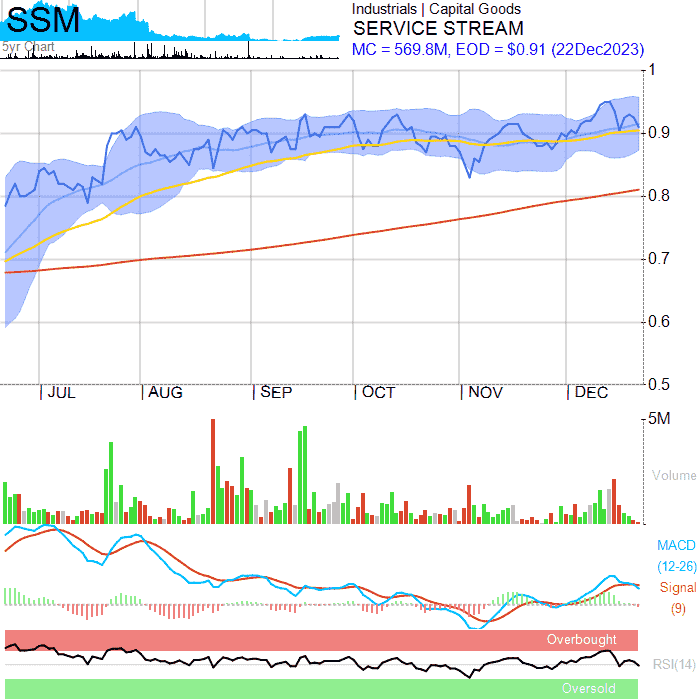 SSM
5yr Chart
Industrials | Capital Goods
SERVICE STREAM
MC = 569.8M, EOD = $0.91 (22Dec2023)
1
0.9
0.8
0.7
0.6
0.5
JUL AUG SEP OCT NOV DEC
5M
Volume
MACD
(12-26)
Signal
(9)
Overbought
RSI(14)
Oversold